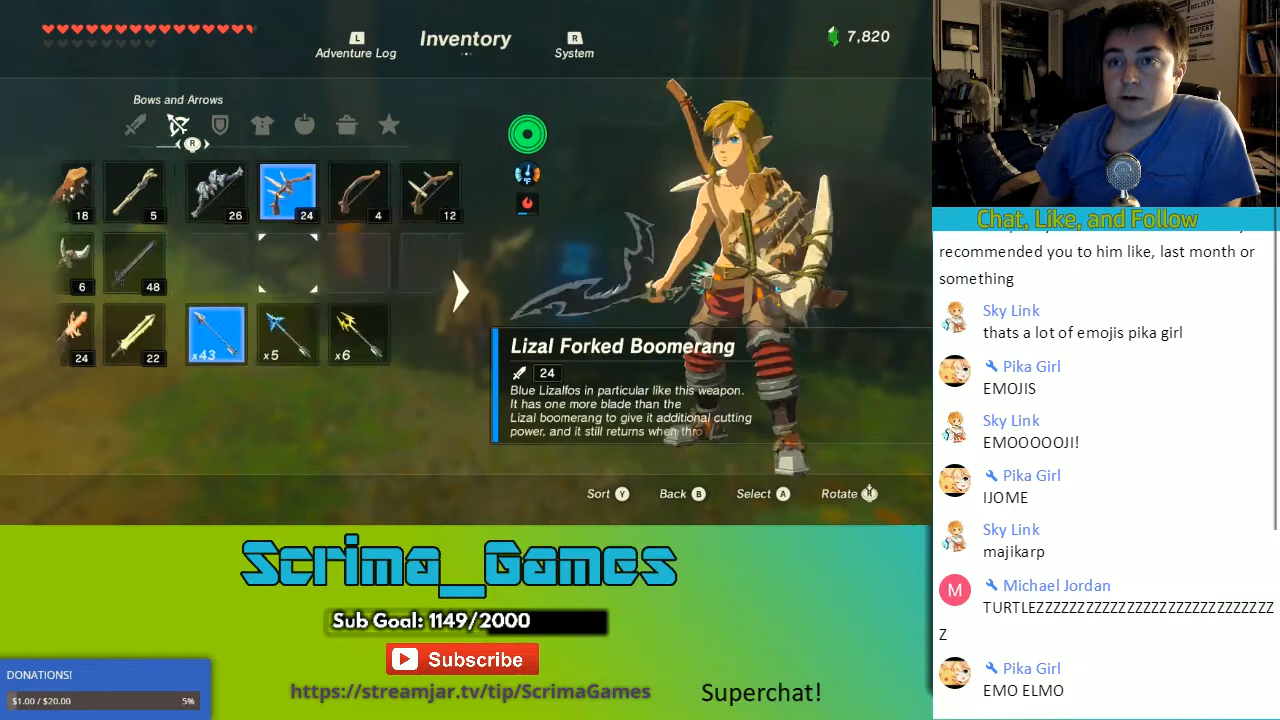 L
Adventure Log
Inventory
R
System
7,820
Bows and Arrows
R
18
5
26
24
4
12
6
48
24
22
x43
x5
x6
Lizal Forked Boomerang
24
Blue Lizalfos in particular like this weapon.
It has one more blade than the
Lizal boomerang to give it additional cutting
power, and it still returns when thro
Sort Y
Back B
Select A
Rotate R
Chat, Like, and Follow
recommended you to him like, last month or
something
Sky Link
thats a lot of emojis pika girl
Pika Girl
EMOJIS
Sky Link
EMOOOOOJI!
Pika Girl
IJOME
Sky Link
majikarp
M
Michael Jordan
TURTLEZZZZZZZZZZZZZZZZZZZZZZZZZZZZZ
Z
Pika Girl
EMO ELMO
Scrima_Games
Sub Goal: 1149/2000
Subscribe
https://streamjar.tv/tip/ScrimaGames
Superchat!
DONATIONS!
$1.00 / $20.00
5%